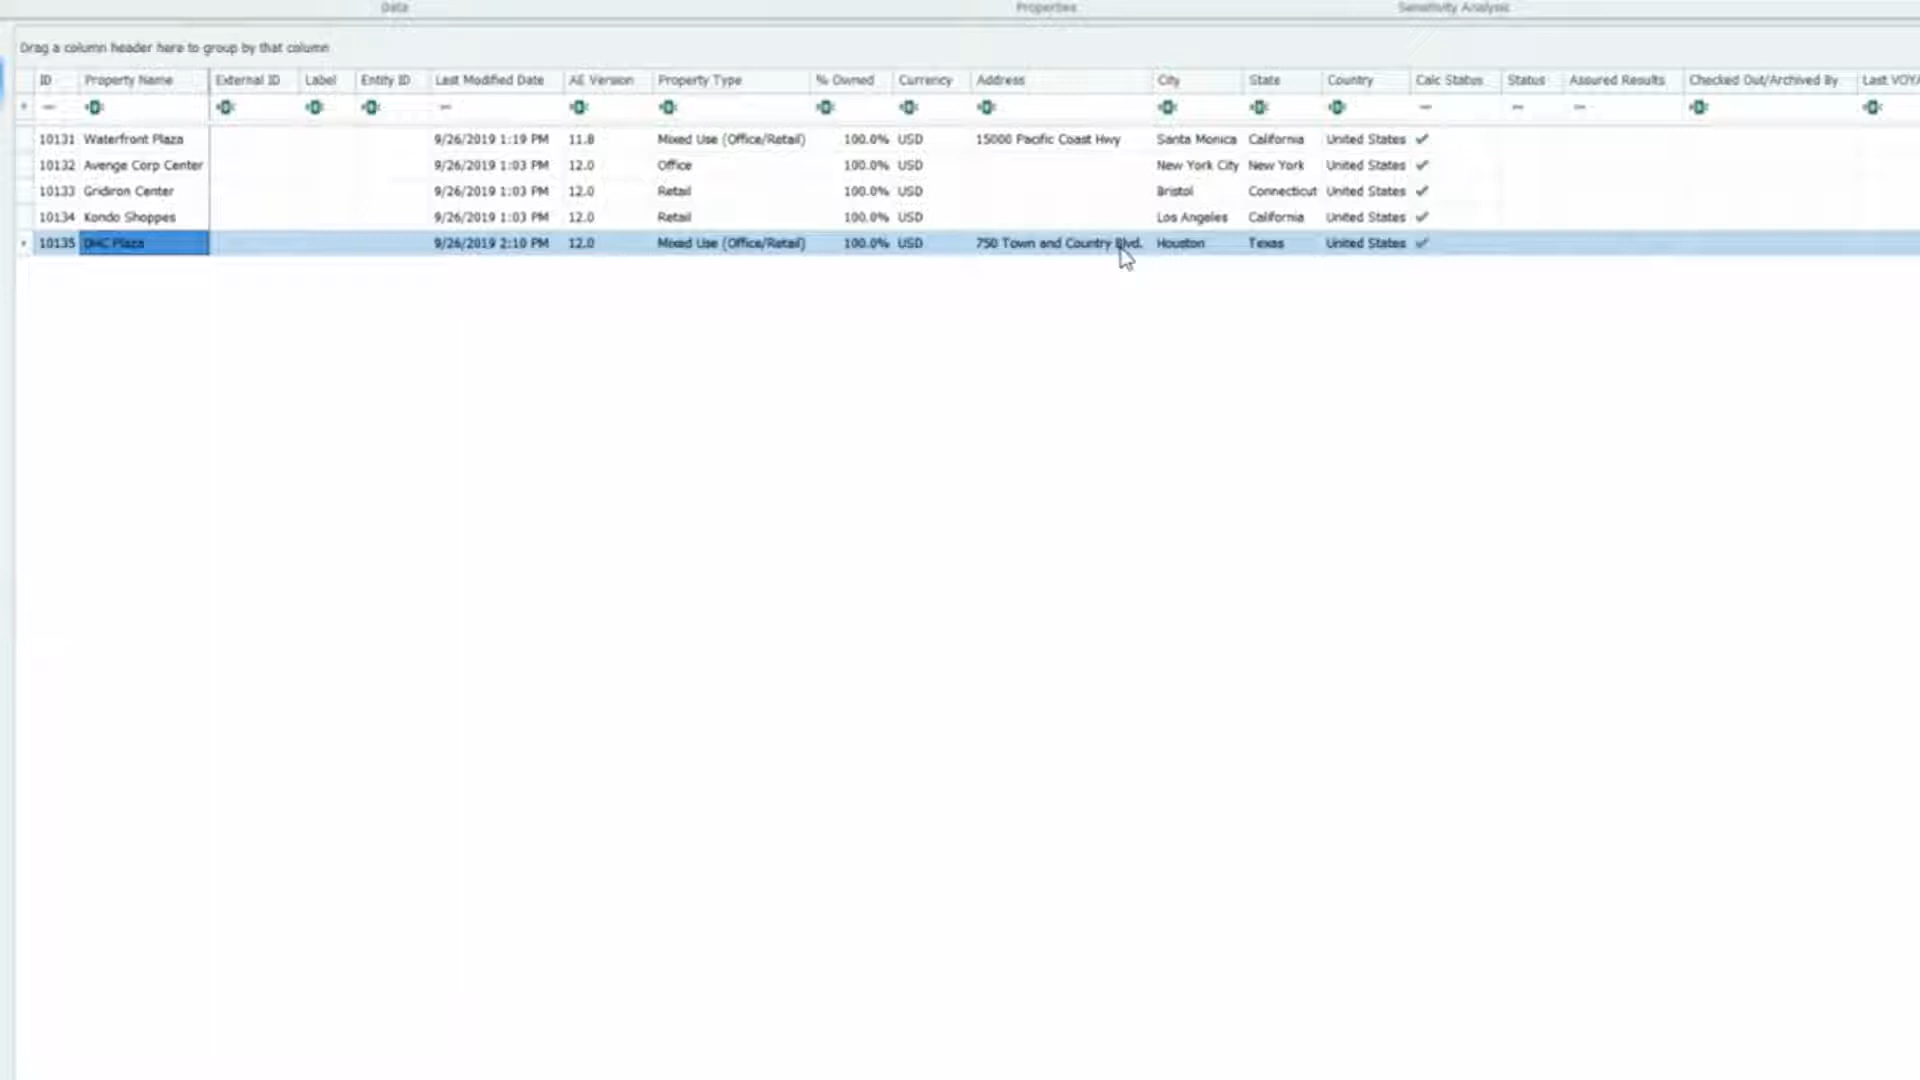 Data Properties Sensitivity Analysis
Drag a column header here to group by that column
ID Property Name External ID Label Entity ID Last Modified Date AE Version Property Type % Owned Currency Address City State Country Calc Status Status Assured Results Checked Out/Archived By Last VOYA
10131 Waterfront Plaza 9/26/2019 1:19 PM 11.8 Mixed Use (Office/Retail) 100.0% USD 15000 Pacific Coast Hwy Santa Monica California United States
10132 Avenge Corp Center 9/26/2019 1:03 PM 12.0 Office 100.0% USD New York City New York United States
10133 Gridiron Center 9/26/2019 1:03 PM 12.0 Retail 100.0% USD Bristol Connecticut United States
10134 Kondo Shoppes 9/26/2019 1:03 PM 12.0 Retail 100.0% USD Los Angeles California United States
10135 Plaza 9/26/2019 2:10 PM 12.0 Mixed Use (Office/Retail) 100.0% USD 750 Town and Country Blvd. Houston Texas United States